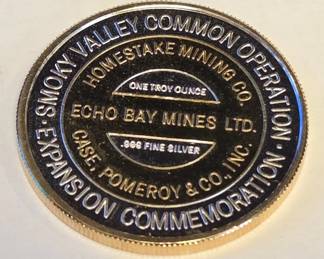 SMOKY VALLEY COMMON OPERATION
· EXPANSION COMMEMORATION ·
HOMESTAKE MINING CO.
ONE TROY OUNCE
ECHO BAY MINES LTD.
.999 FINE SILVER
CASE, POMEROY & CO., INC.